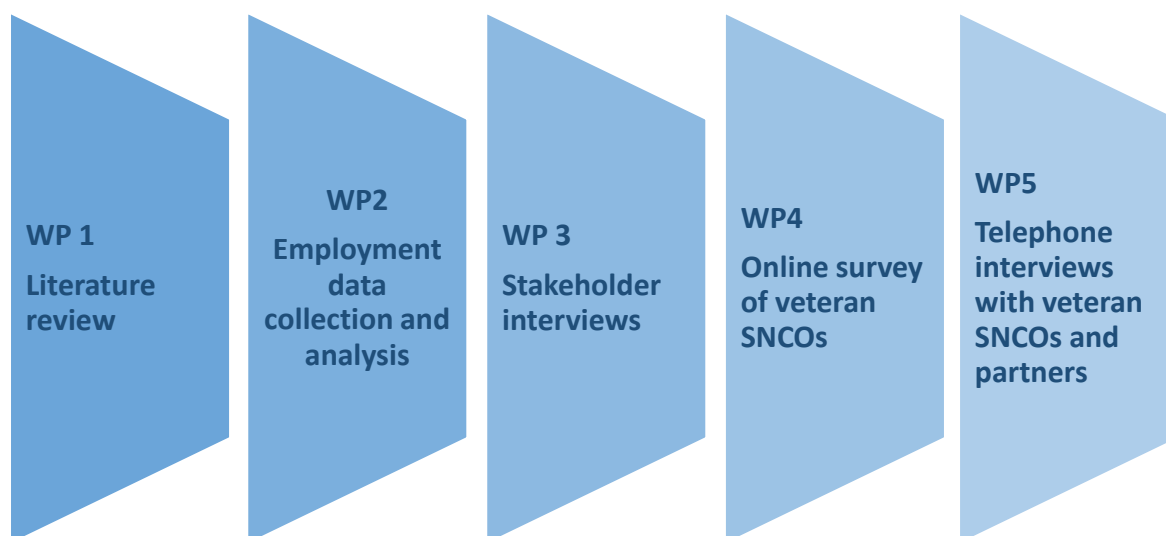 WP 1
Literature
review
WP2
Employment
data
collection and
analysis
WP 3
Stakeholder
interviews
WP4
Online survey
of veteran
SNCOs
WP5
Telephone
interviews
with veteran
SNCOs and
partners